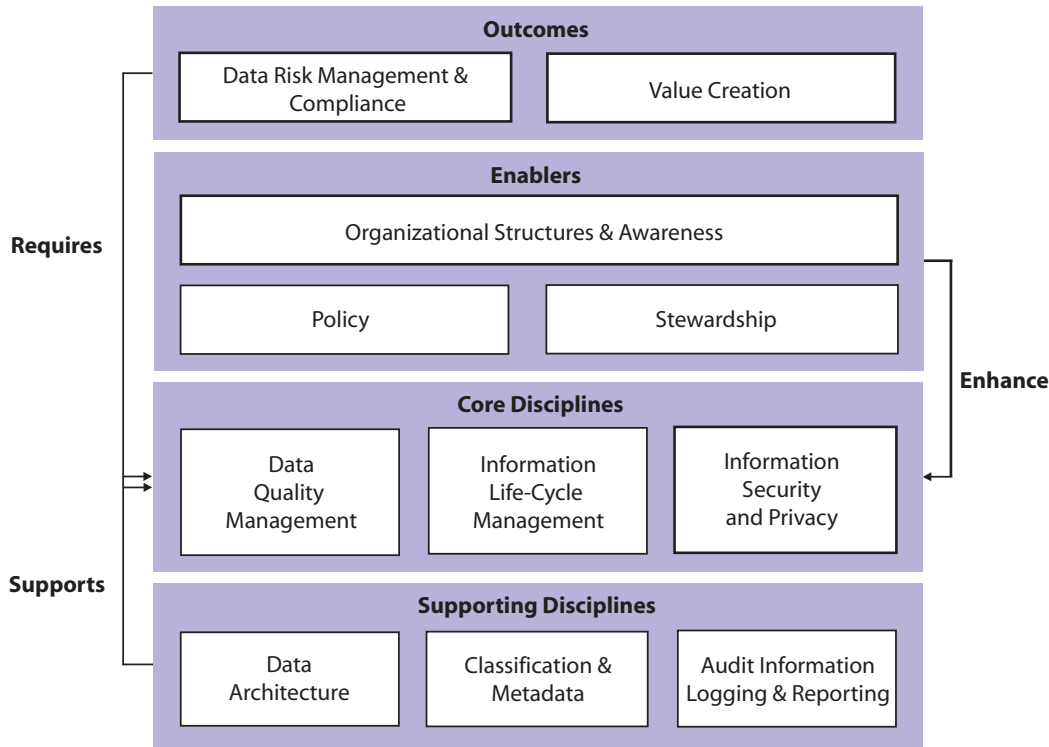 Outcomes
Data Risk Management &
Compliance
Value Creation
Enablers
Organizational Structures & Awareness
Requires
Policy
Stewardship
Enhance
Core Disciplines
Data
Quality
Management
Information
Life-Cycle
Management
Information
Security
and Privacy
Supports
Supporting Disciplines
Data
Architecture
Classification &
Metadata
Audit Information
Logging & Reporting